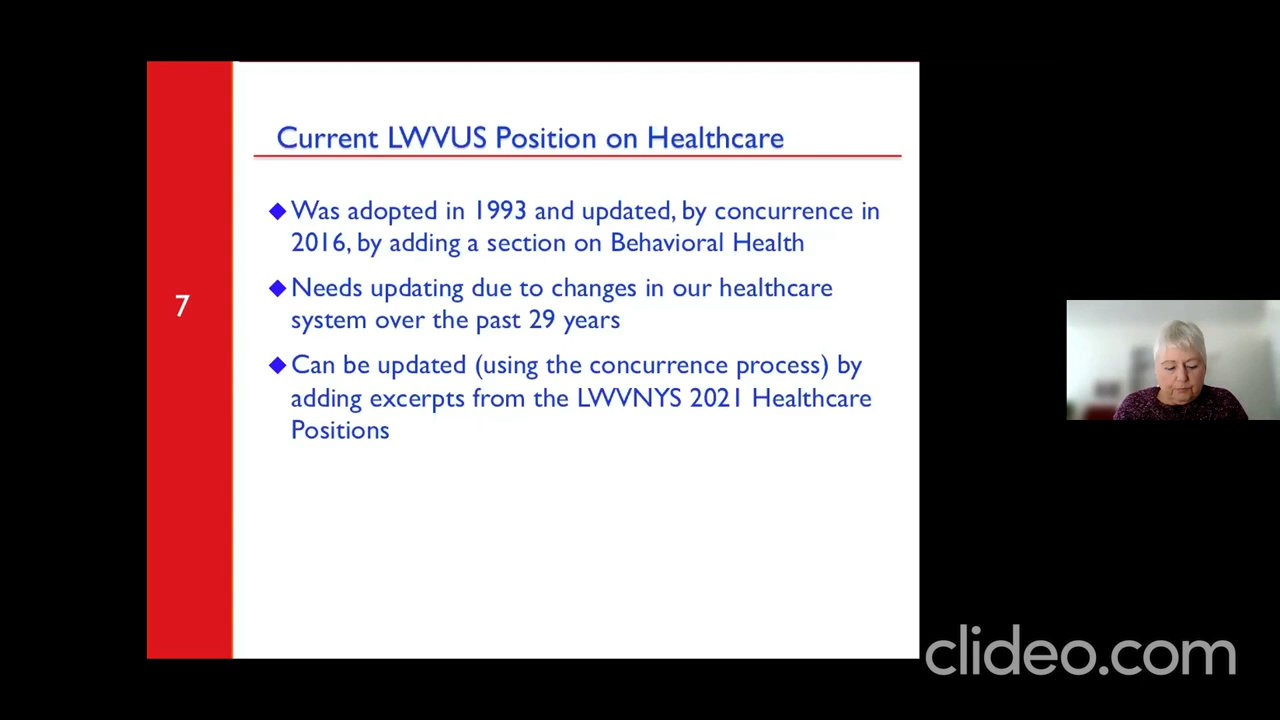 Current LWVUS Position on Healthcare
Was adopted in 1993 and updated, by concurrence in
2016, by adding a section on Behavioral Health
Needs updating due to changes in our healthcare
system over the past 29 years
7
Can be updated (using the concurrence process) by
adding excerpts from the LWVNYS 2021 Healthcare
Positions
clideo.com